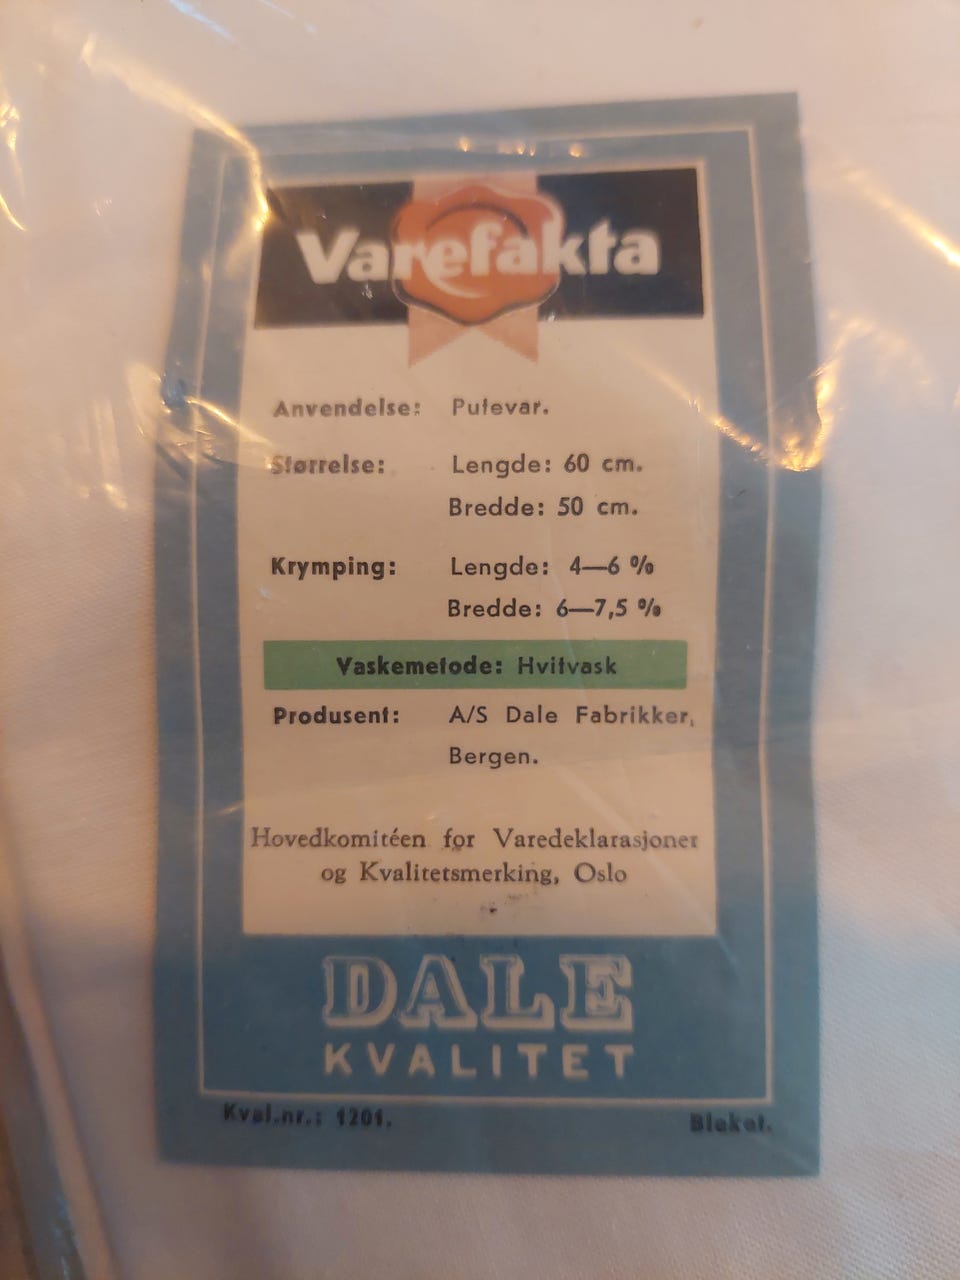 Varefakta
Anvendelse: Putevar.
Størrelse: Lengde: 60 cm.
Bredde: 50 cm.
Krymping: Lengde: 4—6 %
Bredde: 6—7,5 %
Vaskemetode: Hvitvask
Produsent: A/S Dale Fabrikker,
Bergen.
Hovedkomitéen for Varedeklarasjoner
og Kvalitetsmerking, Oslo
DALE
KVALITET
Kval.nr.: 1201. Bleket.